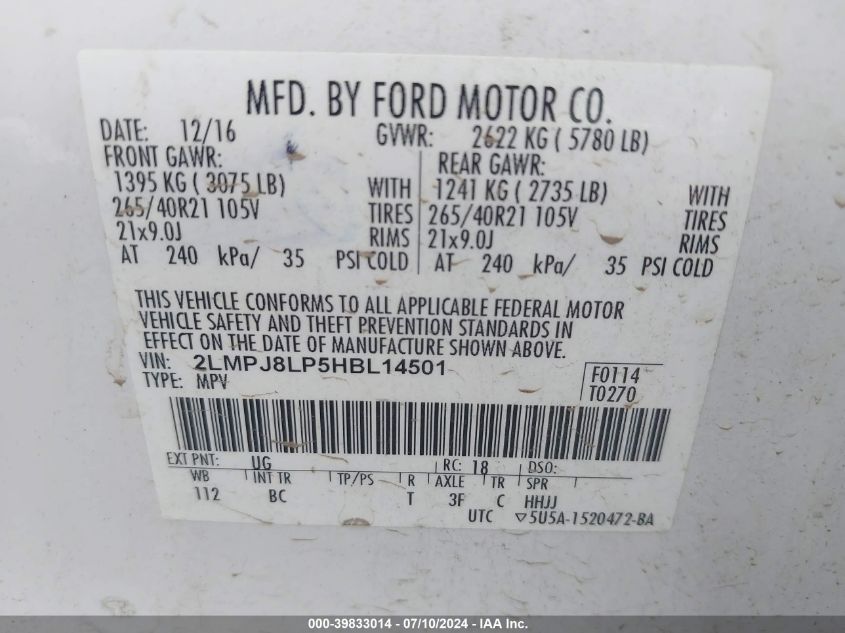 MFD. BY FORD MOTOR CO.
DATE: 12/16 GVWR: 2622 KG ( 5780 LB)
FRONT GAWR: REAR GAWR:
1395 KG ( 3075 LB) WITH 1241 KG ( 2735 LB) WITH
265/40R21 105V TIRES 265/40R21 105V TIRES
21x9.0J RIMS 21x9.0J RIMS
AT 240 kPa/ 35 PSI COLD AT 240 kPa/ 35 PSI COLD
THIS VEHICLE CONFORMS TO ALL APPLICABLE FEDERAL MOTOR
VEHICLE SAFETY AND THEFT PREVENTION STANDARDS IN
EFFECT ON THE DATE OF MANUFACTURE SHOWN ABOVE.
VIN: 2LMPJ8LP5HBL14501 F0114
TYPE: MPV T0270
EXT PNT: UG RC: 18 DSO:
WB INT TR TP/PS R AXLE TR SPR
112 BC T 3F C HHJJ
UTC ▽5U5A-1520472-BA
000-39833014 - 07/10/2024 - IAA Inc.